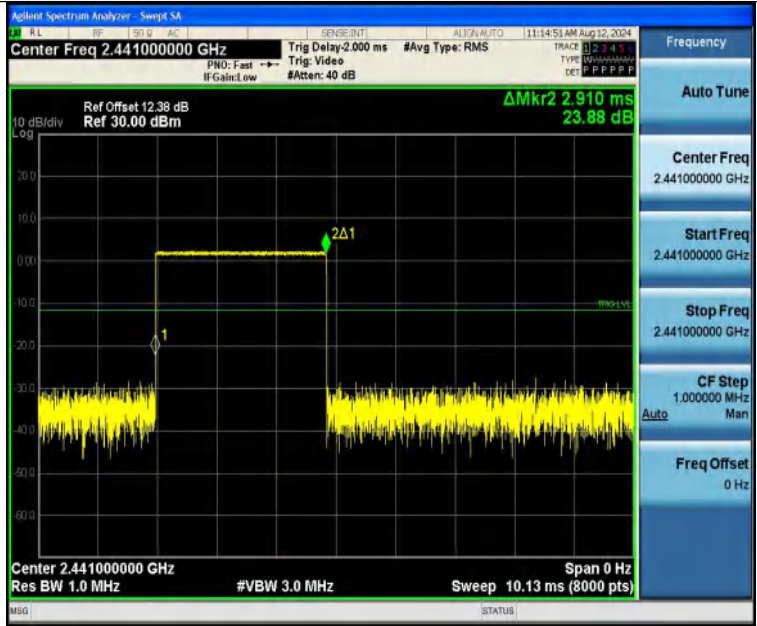 Agilent Spectrum Analyzer - Swept SA
LXI RL RF 50 Ω AC SENSE:INT ALIGN AUTO 11:14:51 AM Aug 12, 2024
Center Freq 2.441000000 GHz
PNO: Fast
IFGain:Low
Trig Delay-2.000 ms
Trig: Video
#Atten: 40 dB
#Avg Type: RMS
TRACE 1 2 3 4 5 6
TYPE
DET P P P P P P
Ref Offset 12.38 dB
10 dB/div Ref 30.00 dBm
Log
ΔMkr2 2.910 ms
23.88 dB
20.0
10.0
2Δ1
0.00
-10.0
TRIG LVL
1
-20.0
-30.0
-40.0
-50.0
-60.0
Center 2.441000000 GHz
Span 0 Hz
Res BW 1.0 MHz
#VBW 3.0 MHz
Sweep 10.13 ms (8000 pts)
MSG
STATUS
Frequency
Auto Tune
Center Freq
2.441000000 GHz
Start Freq
2.441000000 GHz
Stop Freq
2.441000000 GHz
CF Step
1.000000 MHz
Auto Man
Freq Offset
0 Hz